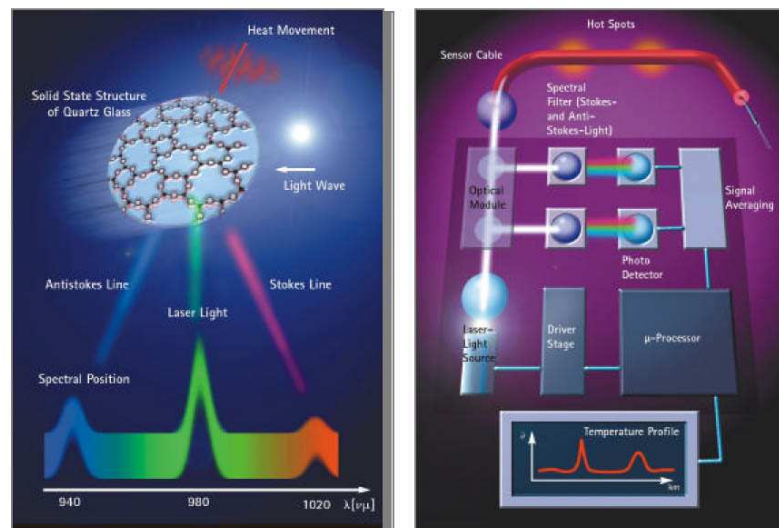 Heat Movement
Solid State Structure
of Quartz Glass
Light Wave
Antistokes Line
Stokes Line
Laser Light
Spectral Position
940
980
1020
λ[νμ]
Hot Spots
Sensor Cable
Spectral
Filter (Stokes-
and Anti-
Stokes-Light)
Optical
Module
Signal
Averaging
Photo
Detector
Laser-
Light
Source
Driver
Stage
μ-Processor
Temperature Profile
km